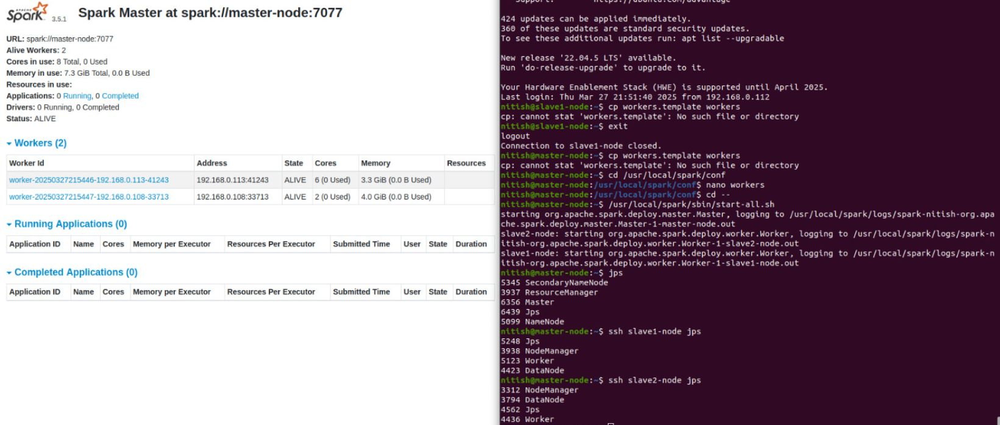 APACHE
Spark 3.5.1 Spark Master at spark://master-node:7077
URL: spark://master-node:7077
Alive Workers: 2
Cores in use: 8 Total, 0 Used
Memory in use: 7.3 GiB Total, 0.0 B Used
Resources in use:
Applications: 0 Running, 0 Completed
Drivers: 0 Running, 0 Completed
Status: ALIVE
Workers (2)
Worker Id Address State Cores Memory Resources
worker-20250327215446-192.168.0.113-41243 192.168.0.113:41243 ALIVE 6 (0 Used) 3.3 GiB (0.0 B Used)
worker-20250327215447-192.168.0.108-33713 192.168.0.108:33713 ALIVE 2 (0 Used) 4.0 GiB (0.0 B Used)
Running Applications (0)
Application ID Name Cores Memory per Executor Resources Per Executor Submitted Time User State Duration
Completed Applications (0)
Application ID Name Cores Memory per Executor Resources Per Executor Submitted Time User State Duration
Support: https://ubuntu.com/advantage
424 updates can be applied immediately.
360 of these updates are standard security updates.
To see these additional updates run: apt list --upgradable
New release '22.04.5 LTS' available.
Run 'do-release-upgrade' to upgrade to it.
Your Hardware Enablement Stack (HWE) is supported until April 2025.
Last login: Thu Mar 27 21:51:40 2025 from 192.168.0.112
nitish@slave1-node:~$ cp workers.template workers
cp: cannot stat 'workers.template': No such file or directory
nitish@slave1-node:~$ exit
logout
Connection to slave1-node closed.
nitish@master-node:~$ cp workers.template workers
cp: cannot stat 'workers.template': No such file or directory
nitish@master-node:~$ cd /usr/local/spark/conf
nitish@master-node:/usr/local/spark/conf$ nano workers
nitish@master-node:/usr/local/spark/conf$ cd --
nitish@master-node:~$ /usr/local/spark/sbin/start-all.sh
starting org.apache.spark.deploy.master.Master, logging to /usr/local/spark/logs/spark-nitish-org.apa
che.spark.deploy.master.Master-1-master-node.out
slave2-node: starting org.apache.spark.deploy.worker.Worker, logging to /usr/local/spark/logs/spark-n
itish-org.apache.spark.deploy.worker.Worker-1-slave2-node.out
slave1-node: starting org.apache.spark.deploy.worker.Worker, logging to /usr/local/spark/logs/spark-n
itish-org.apache.spark.deploy.worker.Worker-1-slave1-node.out
nitish@master-node:~$ jps
5345 SecondaryNameNode
3937 ResourceManager
6356 Master
6439 Jps
5099 NameNode
nitish@master-node:~$ ssh slave1-node jps
5248 Jps
3938 NodeManager
5123 Worker
4423 DataNode
nitish@master-node:~$ ssh slave2-node jps
3312 NodeManager
3794 DataNode
4562 Jps
4436 Worker